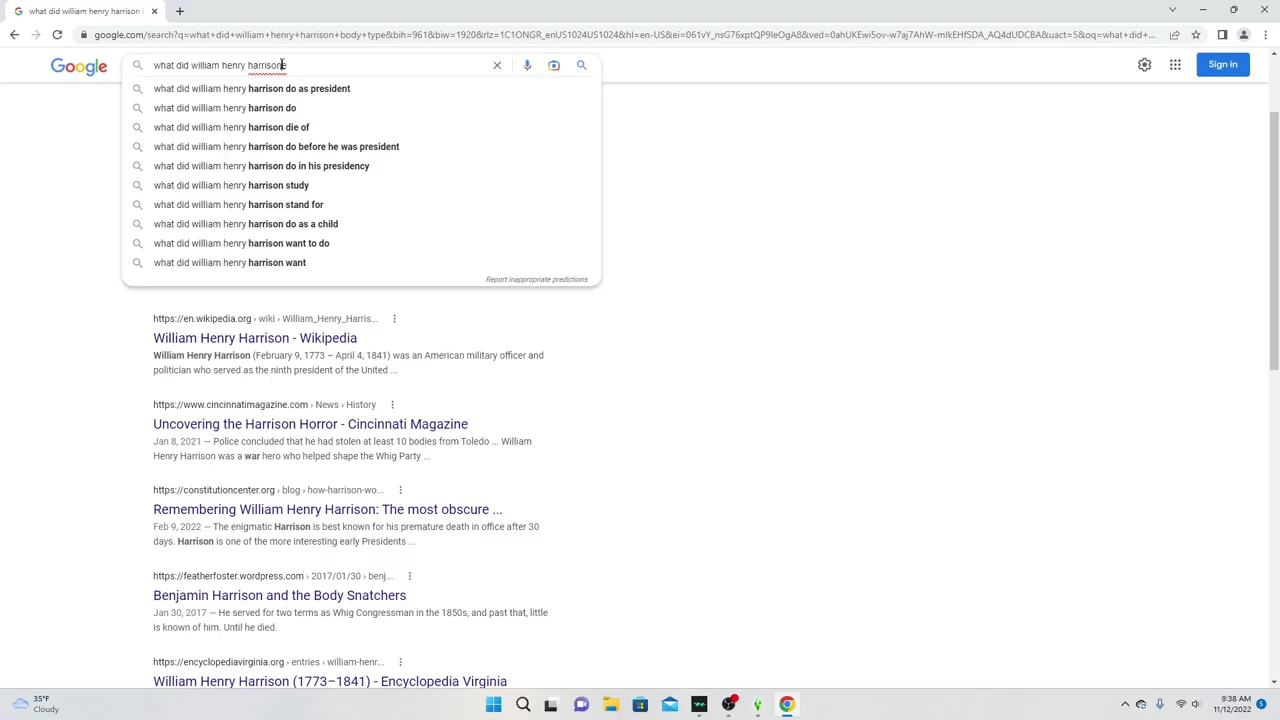 what did william henry harrison b
google.com/search?q=what+did+william+henry+harrison+body+type&bih=961&biw=1920&rlz=1C1ONGR_enUS1024US1024&hl=en-US&ei=061vY_nsG76xptQP9IeOgA8&ved=0ahUKEwi5ov-w7aj7AhW-mIkEHfSDA_AQ4dUDCBA&uact=5&oq=what+did+...
Google
what did william henry harrisone
Sign in
what did william henry harrison do as president
what did william henry harrison do
what did william henry harrison die of
what did william henry harrison do before he was president
what did william henry harrison do in his presidency
what did william henry harrison study
what did william henry harrison stand for
what did william henry harrison do as a child
what did william henry harrison want to do
what did william henry harrison want
Report inappropriate predictions
https://en.wikipedia.org › wiki › William_Henry_Harris...
William Henry Harrison - Wikipedia
William Henry Harrison (February 9, 1773 – April 4, 1841) was an American military officer and
politician who served as the ninth president of the United ...
https://www.cincinnatimagazine.com › News › History
Uncovering the Harrison Horror - Cincinnati Magazine
Jan 8, 2021 — Police concluded that he had stolen at least 10 bodies from Toledo ... William
Henry Harrison was a war hero who helped shape the Whig Party ...
https://constitutioncenter.org › blog › how-harrison-wo...
Remembering William Henry Harrison: The most obscure ...
Feb 9, 2022 — The enigmatic Harrison is best known for his premature death in office after 30
days. Harrison is one of the more interesting early Presidents ...
https://featherfoster.wordpress.com › 2017/01/30 › benj...
Benjamin Harrison and the Body Snatchers
Jan 30, 2017 — He served for two terms as Whig Congressman in the 1850s, and past that, little
is known of him. Until he died.
https://encyclopediavirginia.org › entries › william-henr...
William Henry Harrison (1773–1841) - Encyclopedia Virginia
35°F
Cloudy
9:38 AM
11/12/2022
5